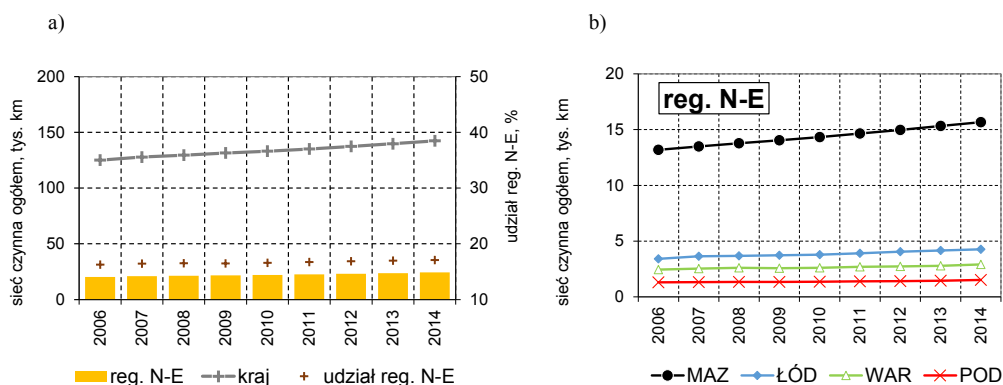 a)
b)
200
150
100
50
0
sieć czynna ogółem, tys. km
50
40
30
20
10
udział reg. N-E, %
2006 2007 2008 2009 2010 2011 2012 2013 2014
reg. N-E kraj udział reg. N-E
20
15
10
5
0
sieć czynna ogółem, tys. km
reg. N-E
2006 2007 2008 2009 2010 2011 2012 2013 2014
MAZ ŁÓD WAR POD